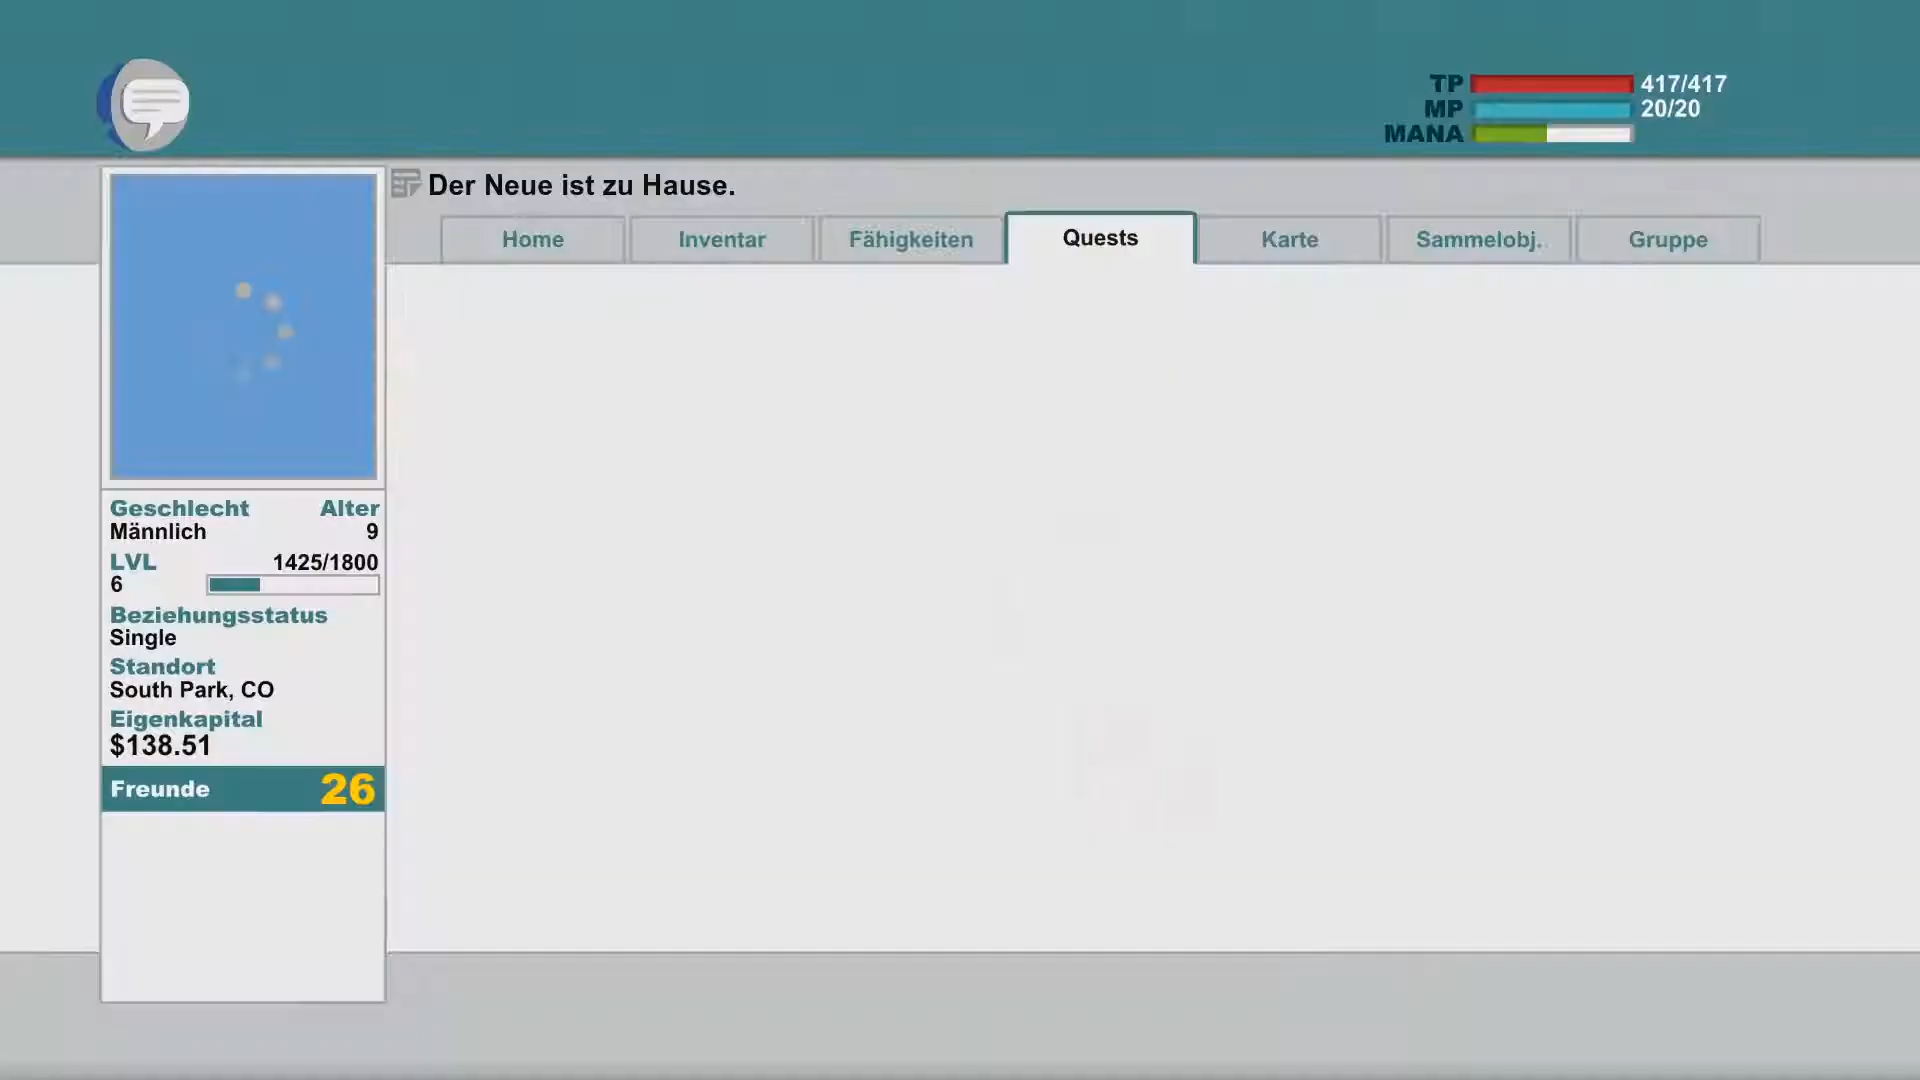 TP 417/417
MP 20/20
MANA
Der Neue ist zu Hause.
Home Inventar Fähigkeiten Quests Karte Sammelobj. Gruppe
Geschlecht Alter
Männlich 9
LVL 1425/1800
6
Beziehungsstatus
Single
Standort
South Park, CO
Eigenkapital
$138.51
Freunde 26